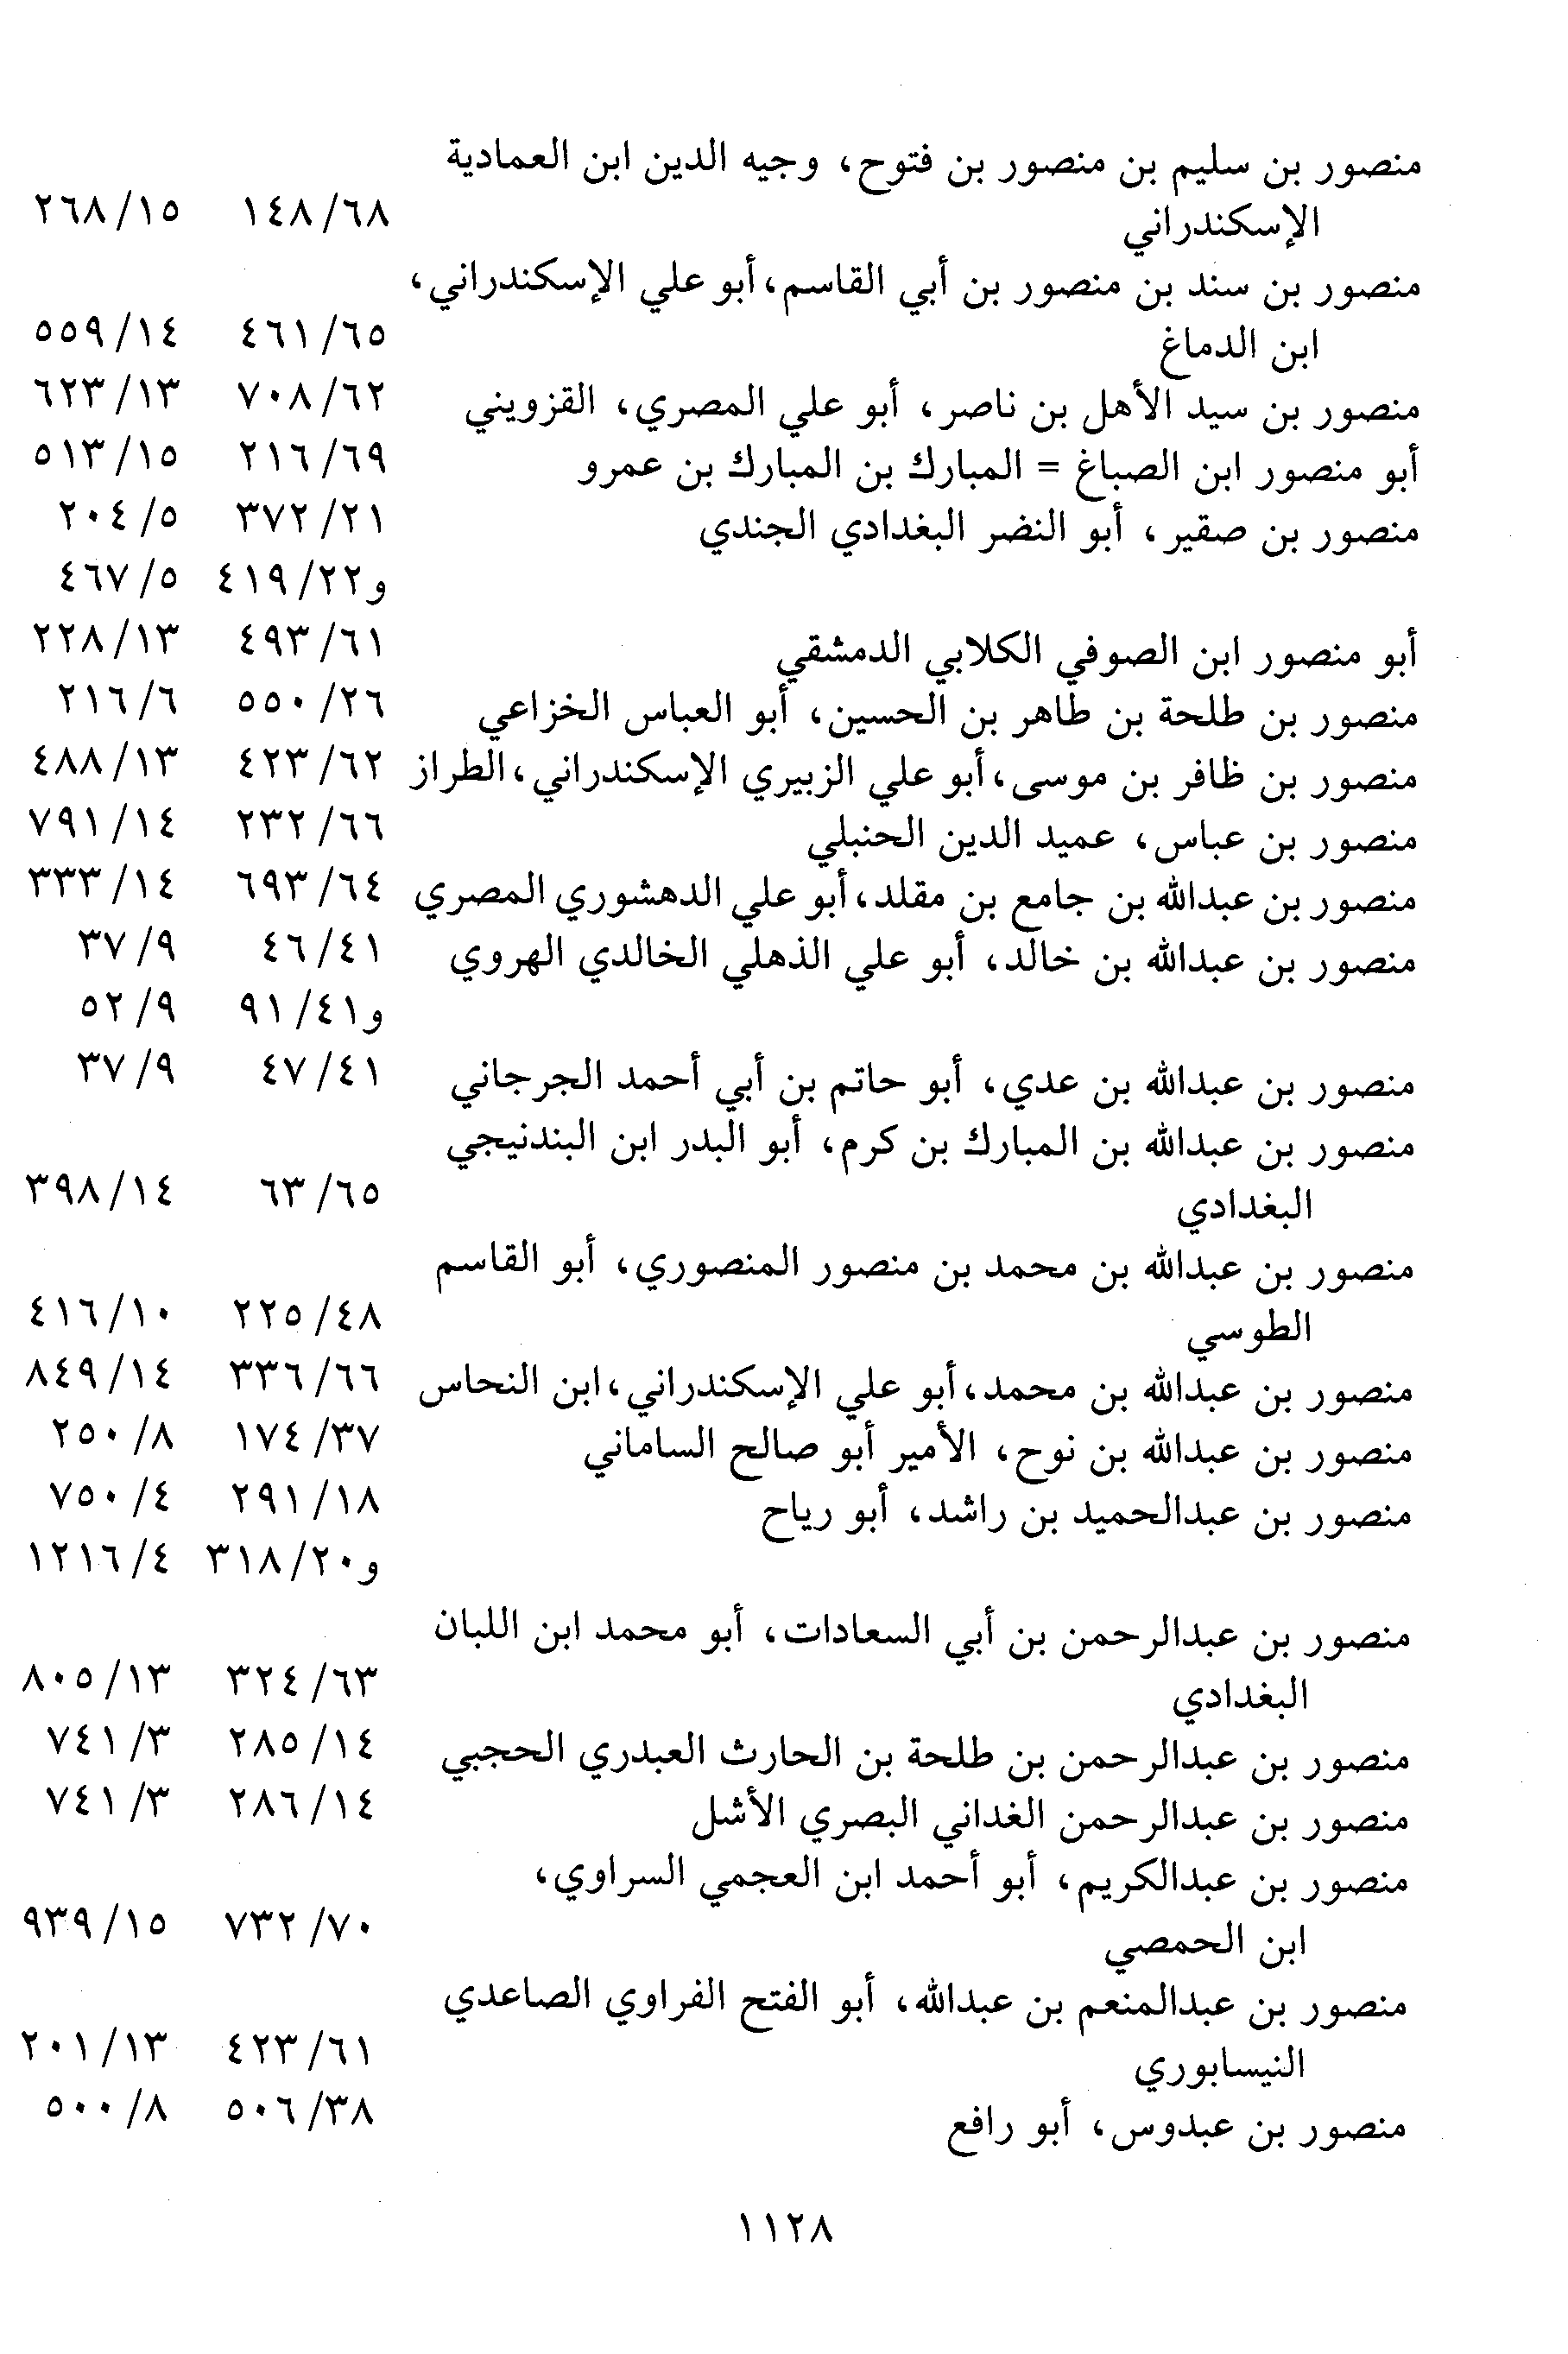 منصور بن سليم بن منصور بن فتوح، وجيه الدين ابن العمادية
الإسكندراني ١٤٨/٦٨ ٢٦٨/١٥
منصور بن سند بن منصور بن أبي القاسم،أبو علي الإسكندراني،
ابن الدماغ ٤٦١/٦٥ ٥٥٩/١٤
منصور بن سيد الأهل بن ناصر، أبو علي المصري، القزويني ٧٠٨/٦٢ ٦٢٣/١٣
أبو منصور ابن الصباغ = المبارك بن المبارك بن عمرو ٢١٦/٦٩ ٥١٣/١٥
منصور بن صقير، أبو النضر البغدادي الجندي ٣٧٢/٢١ ٢٠٤/٥
و٤١٩/٢٢ ٤٦٧/٥
أبو منصور ابن الصوفي الكلابي الدمشقي ٤٩٣/٦١ ٢٢٨/١٣
منصور بن طلحة بن طاهر بن الحسين، أبو العباس الخزاعي ٥٥٠/٢٦ ٢١٦/٦
منصور بن ظافر بن موسى،أبو علي الزبيري الإسكندراني،الطراز ٤٢٣/٦٢ ٤٨٨/١٣
منصور بن عباس، عميد الدين الحنبلي ٢٣٢/٦٦ ٧٩١/١٤
منصور بن عبدالله بن جامع بن مقلد،أبو علي الدهشوري المصري ٦٩٣/٦٤ ٣٣٣/١٤
منصور بن عبدالله بن خالد، أبو علي الذهلي الخالدي الهروي ٤٦/٤١ ٣٧/٩
و٩١/٤١ ٥٢/٩
منصور بن عبدالله بن عدي، أبو حاتم بن أبي أحمد الجرجاني ٤٧/٤١ ٣٧/٩
منصور بن عبدالله بن المبارك بن كرم، أبو البدر ابن البندنيجي
البغدادي ٦٣/٦٥ ٣٩٨/١٤
منصور بن عبدالله بن محمد بن منصور المنصوري، أبو القاسم
الطوسي ٢٢٥/٤٨ ٤١٦/١٠
منصور بن عبدالله بن محمد،أبو علي الإسكندراني،ابن النحاس ٣٣٦/٦٦ ٨٤٩/١٤
منصور بن عبدالله بن نوح، الأمير أبو صالح الساماني ١٧٤/٣٧ ٢٥٠/٨
منصور بن عبدالحميد بن راشد، أبو رياح ٢٩١/١٨ ٧٥٠/٤
و٣١٨/٢٠ ١٢١٦/٤
منصور بن عبدالرحمن بن أبي السعادات، أبو محمد ابن اللبان
البغدادي ٣٢٤/٦٣ ٨٠٥/١٣
منصور بن عبدالرحمن بن طلحة بن الحارث العبدري الحجبي ٢٨٥/١٤ ٧٤١/٣
منصور بن عبدالرحمن الغداني البصري الأشل ٢٨٦/١٤ ٧٤١/٣
منصور بن عبدالكريم، أبو أحمد ابن العجمي السراوي،
ابن الحمصي ٧٣٢/٧٠ ٩٣٩/١٥
منصور بن عبدالمنعم بن عبدالله، أبو الفتح الفراوي الصاعدي
النيسابوري ٤٢٣/٦١ ٢٠١/١٣
منصور بن عبدوس، أبو رافع ٥٠٦/٣٨ ٥٠٠/٨
١١٢٨